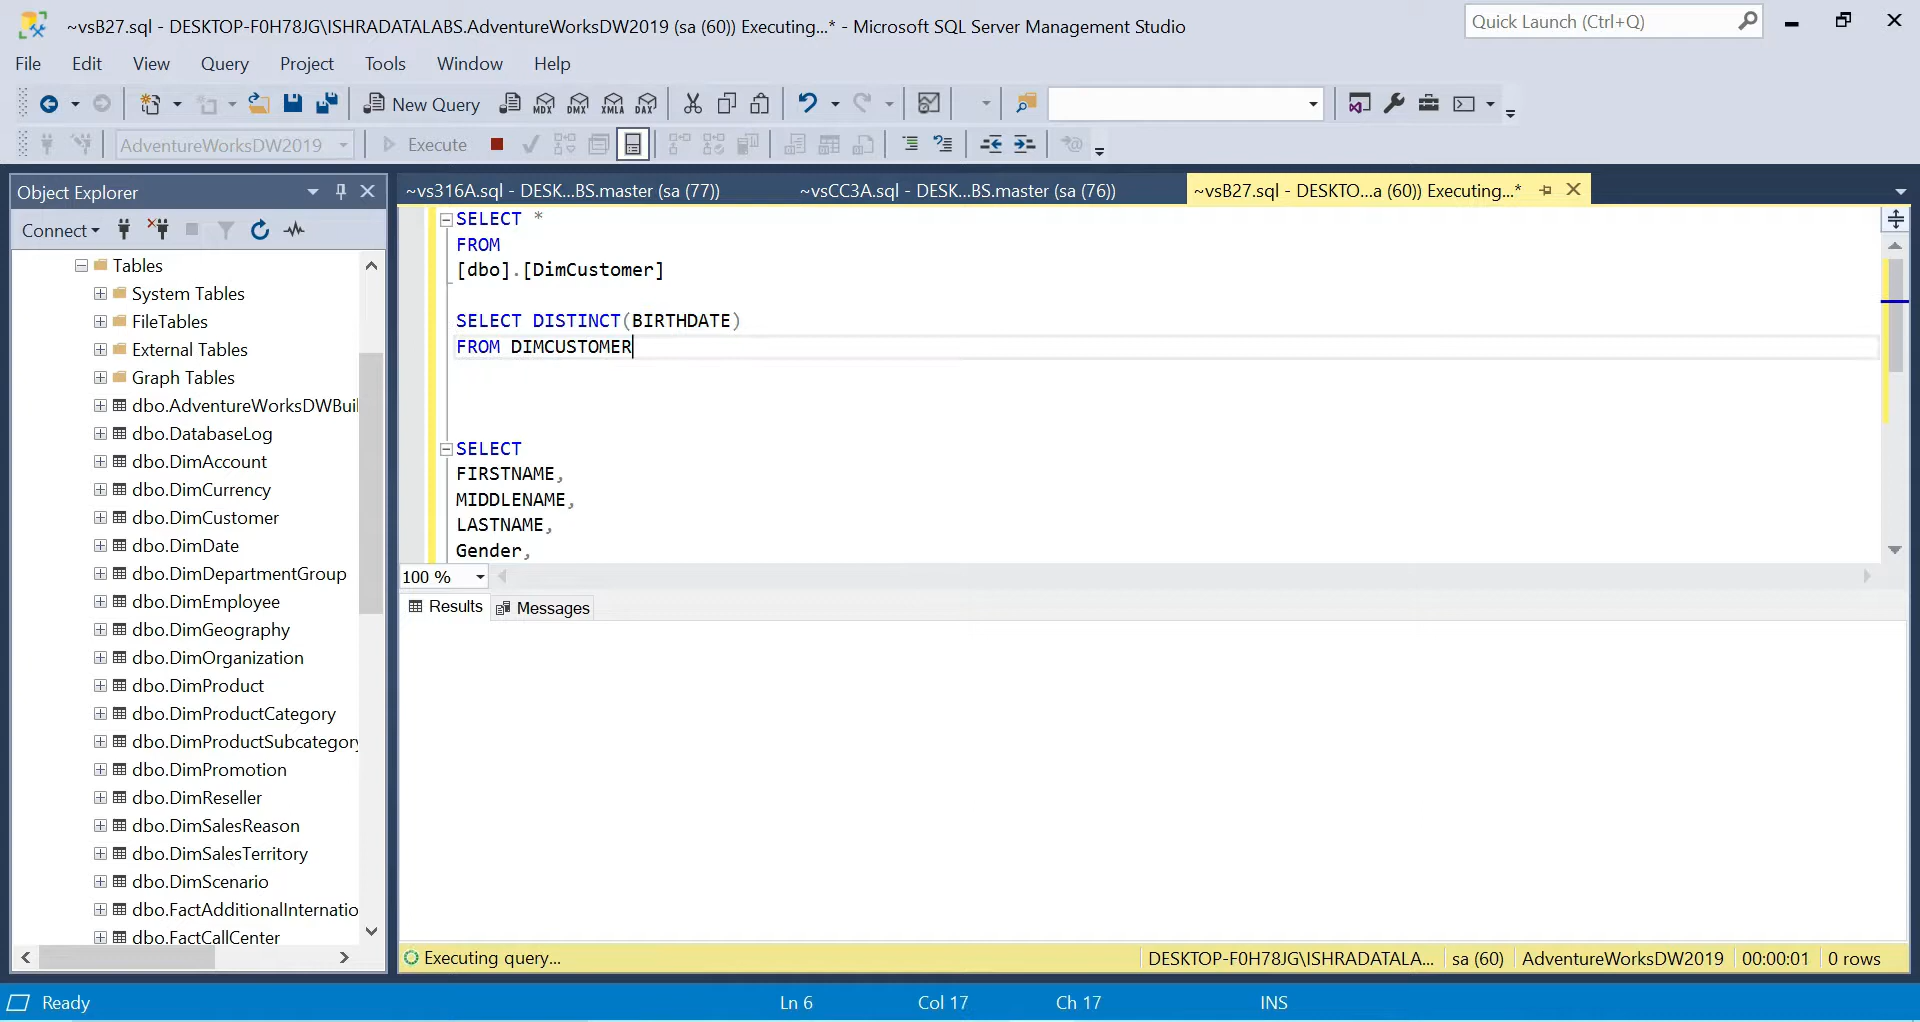 ~vsB27.sql - DESKTOP-F0H78JG\ISHRADATALABS.AdventureWorksDW2019 (sa (60)) Executing...* - Microsoft SQL Server Management Studio
Quick Launch (Ctrl+Q)
File Edit View Query Project Tools Window Help
New Query MDX DMX XMLA DAX
AdventureWorksDW2019 Execute
Object Explorer
~vs316A.sql - DESK...BS.master (sa (77)) ~vsCC3A.sql - DESK...BS.master (sa (76)) ~vsB27.sql - DESKTO...a (60)) Executing...*
Connect
Tables
System Tables
FileTables
External Tables
Graph Tables
dbo.AdventureWorksDWBuil
dbo.DatabaseLog
dbo.DimAccount
dbo.DimCurrency
dbo.DimCustomer
dbo.DimDate
dbo.DimDepartmentGroup
dbo.DimEmployee
dbo.DimGeography
dbo.DimOrganization
dbo.DimProduct
dbo.DimProductCategory
dbo.DimProductSubcategory
dbo.DimPromotion
dbo.DimReseller
dbo.DimSalesReason
dbo.DimSalesTerritory
dbo.DimScenario
dbo.FactAdditionalInternatio
dbo.FactCallCenter
SELECT *
FROM
[dbo].[DimCustomer]
SELECT DISTINCT(BIRTHDATE)
FROM DIMCUSTOMER
SELECT
FIRSTNAME,
MIDDLENAME,
LASTNAME,
Gender,
100 %
Results Messages
Executing query... DESKTOP-F0H78JG\ISHRADATALA... sa (60) AdventureWorksDW2019 00:00:01 0 rows
Ready Ln 6 Col 17 Ch 17 INS